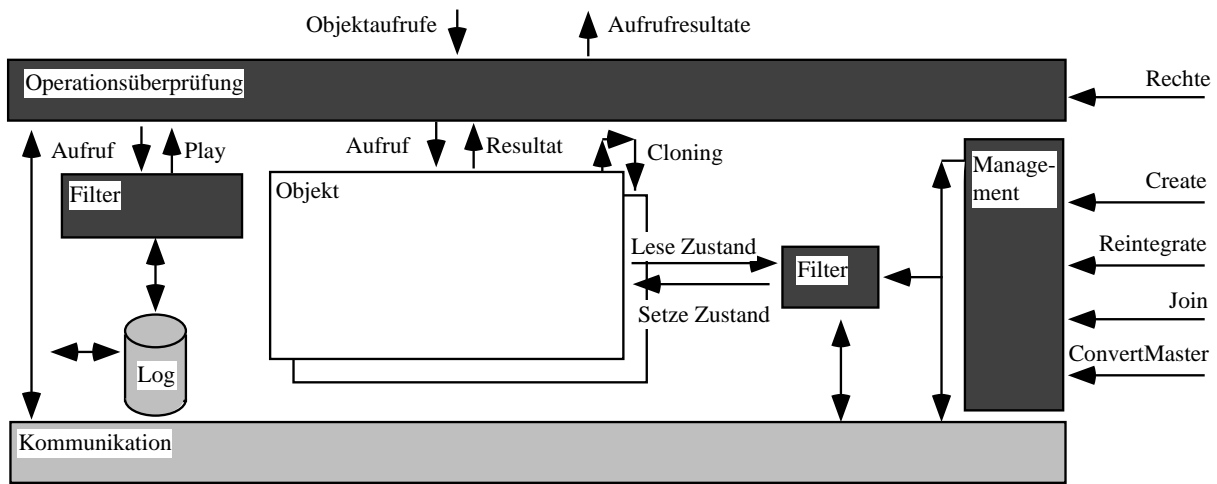 Objektaufrufe
Aufrufresultate
Operationsüberprüfung
Rechte
Aufruf
Play
Aufruf
Resultat
Cloning
Filter
Objekt
Manage-
ment
Create
Lese Zustand
Filter
Reintegrate
Setze Zustand
Join
Log
ConvertMaster
Kommunikation